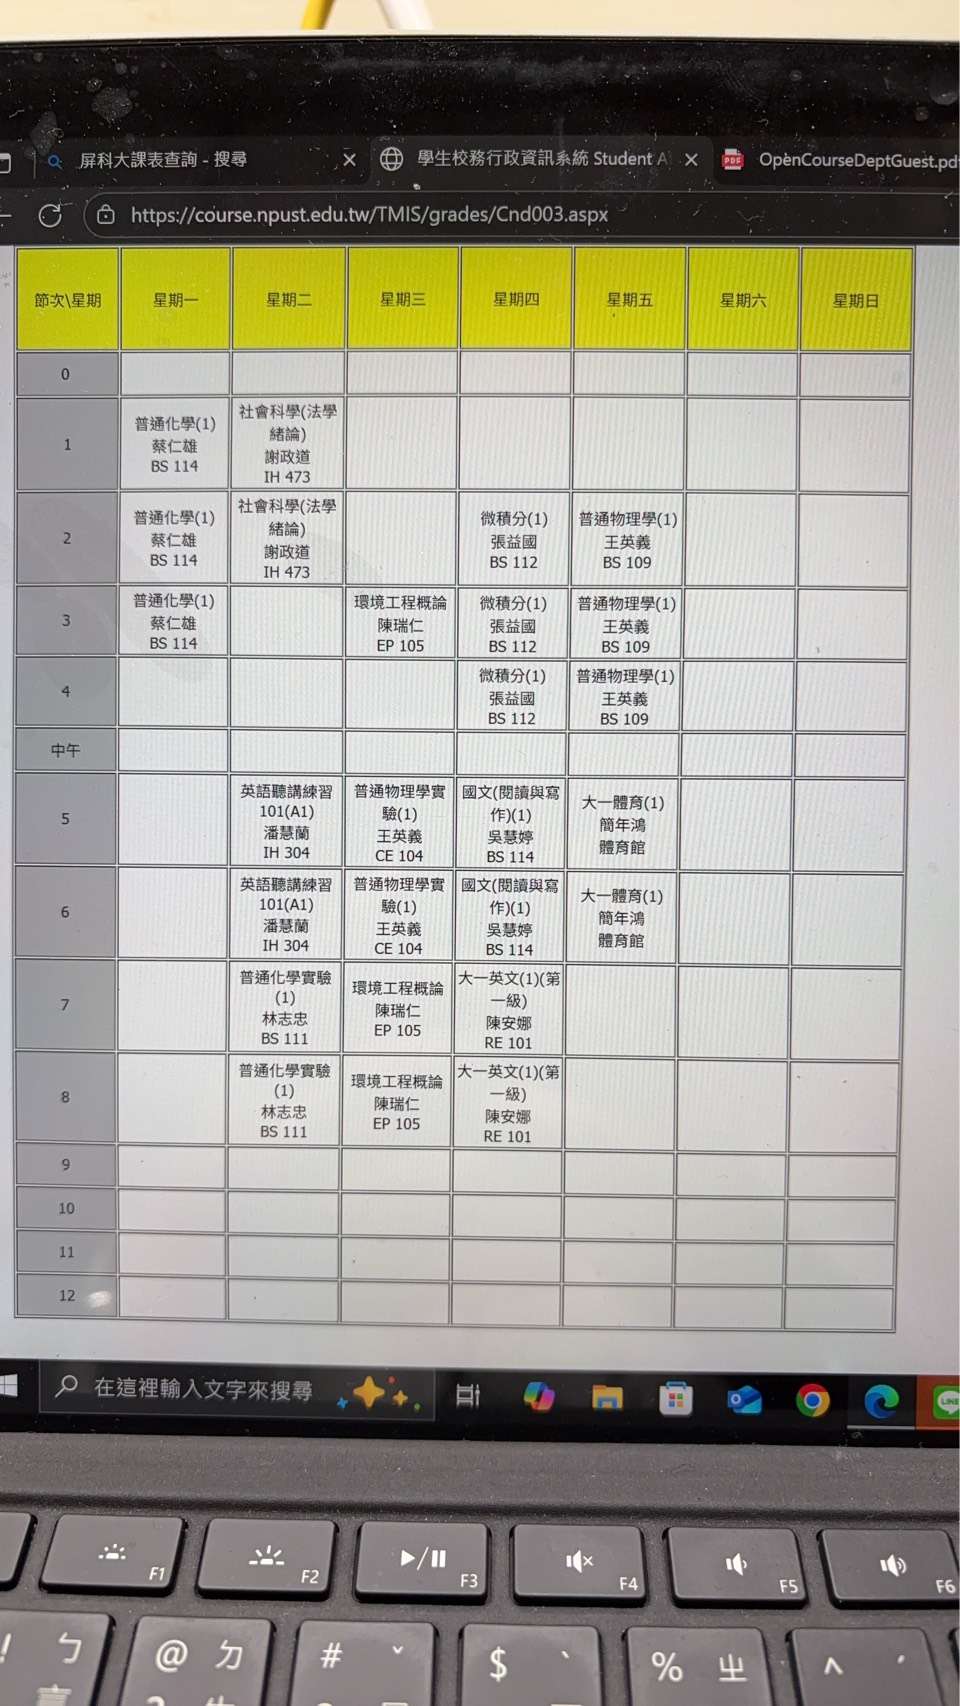 屏科大課表查詢 - 搜尋
學生校務行政資訊系統 Student A
PDF
OpenCourseDeptGuest.pdf
https://course.npust.edu.tw/TMIS/grades/Cnd003.aspx
節次\星期 星期一 星期二 星期三 星期四 星期五 星期六 星期日
0
1
普通化學(1)
蔡仁雄
BS 114
社會科學(法學
緒論)
謝政道
IH 473
2
普通化學(1)
蔡仁雄
BS 114
社會科學(法學
緒論)
謝政道
IH 473
微積分(1)
張益國
BS 112
普通物理學(1)
王英義
BS 109
3
普通化學(1)
蔡仁雄
BS 114
環境工程概論
陳瑞仁
EP 105
微積分(1)
張益國
BS 112
普通物理學(1)
王英義
BS 109
4
微積分(1)
張益國
BS 112
普通物理學(1)
王英義
BS 109
中午
5
英語聽講練習
101(A1)
潘慧蘭
IH 304
普通物理學實
驗(1)
王英義
CE 104
國文(閱讀與寫
作)(1)
吳慧婷
BS 114
大一體育(1)
簡年鴻
體育館
6
英語聽講練習
101(A1)
潘慧蘭
IH 304
普通物理學實
驗(1)
王英義
CE 104
國文(閱讀與寫
作)(1)
吳慧婷
BS 114
大一體育(1)
簡年鴻
體育館
7
普通化學實驗
(1)
林志忠
BS 111
環境工程概論
陳瑞仁
EP 105
大一英文(1)(第
一級)
陳安娜
RE 101
8
普通化學實驗
(1)
林志忠
BS 111
環境工程概論
陳瑞仁
EP 105
大一英文(1)(第
一級)
陳安娜
RE 101
9
10
11
12
在這裡輸入文字來搜尋
LINE
F1
F2
F3
F4
F5
F6
! ㄅ
@ ㄉ
# ˇ
$ ˋ
% ㄓ
^ ˊ